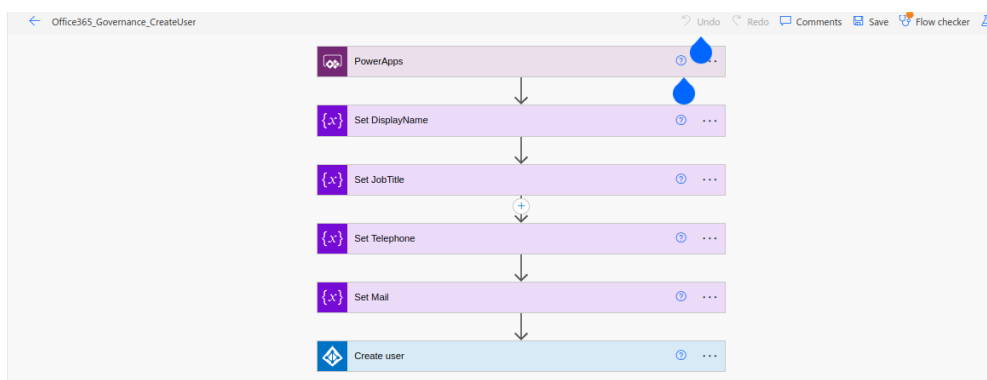 Office365_Governance_CreateUser Undo Redo Comments Save Flow checker
PowerApps
{x} Set DisplayName
{x} Set JobTitle
{x} Set Telephone
{x} Set Mail
Create user